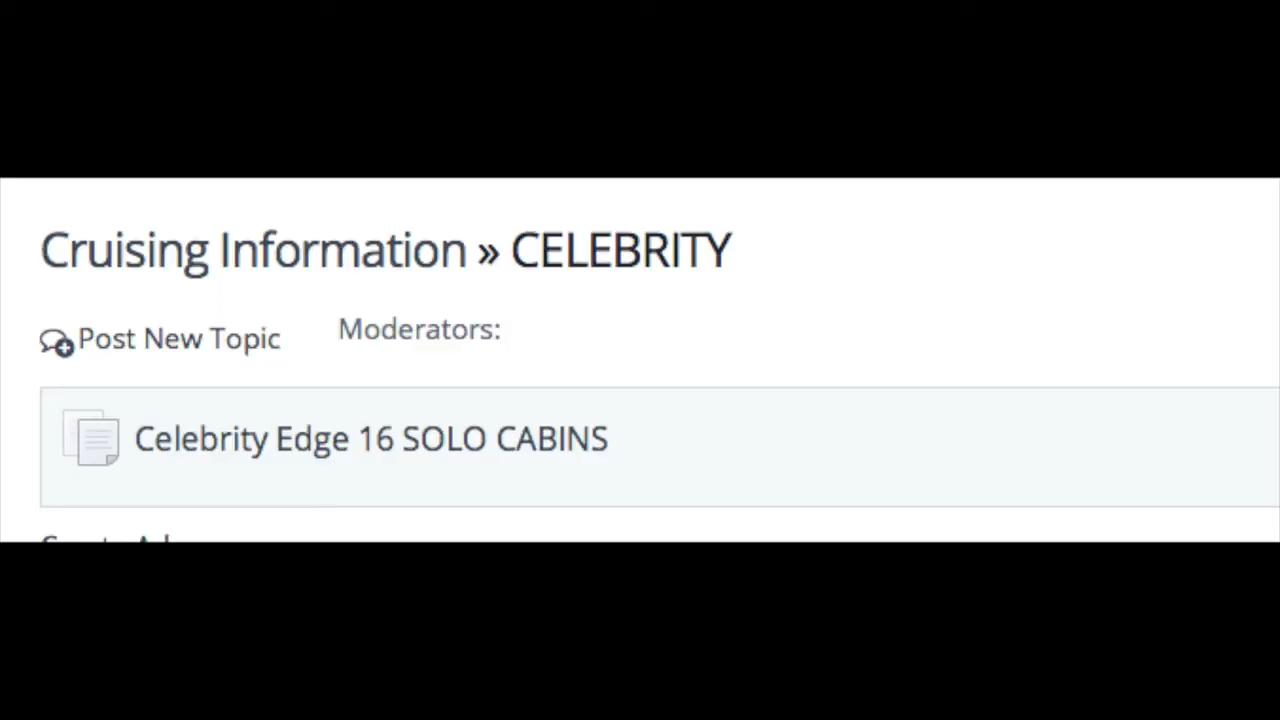 Cruising Information » CELEBRITY
Post New Topic
Moderators:
Celebrity Edge 16 SOLO CABINS